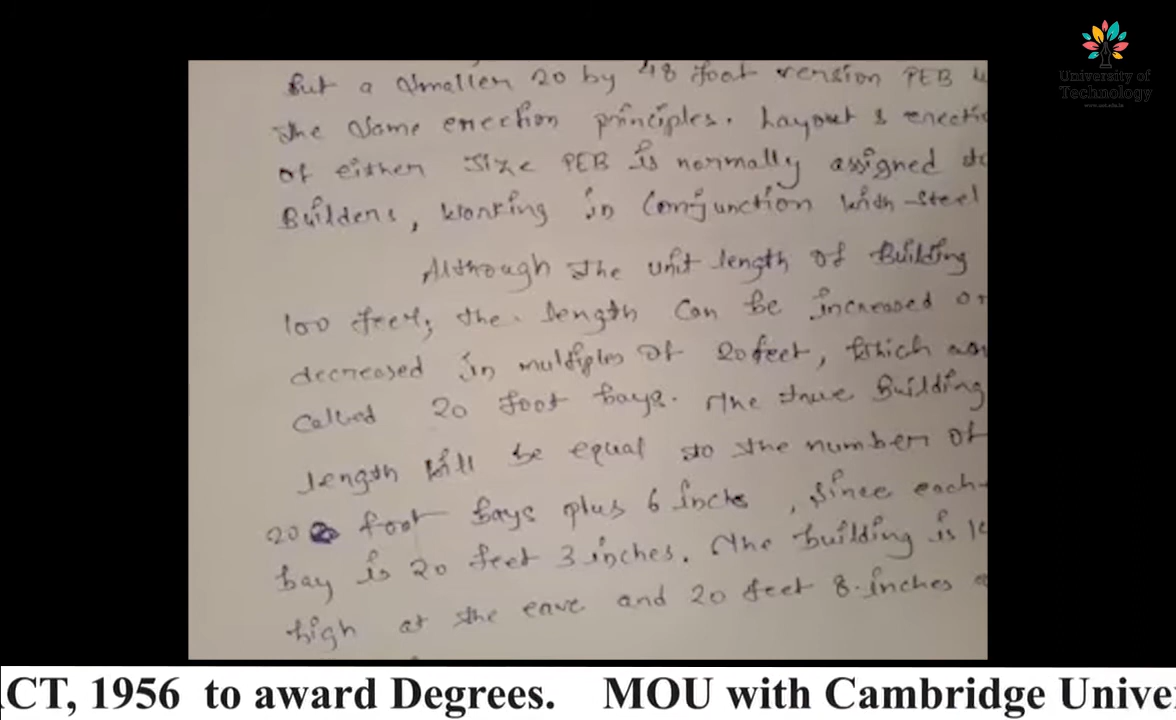 University of
Technology
But a smaller 20 by 48 foot version PEB
the same erection principles. Layout & erectio
of either size PEB is normally assigned to
Builders, working in Conjunction with steel
Although the unit length of Building
100 feet, the length Can be increased or
decreased in multiples of 20 feet, which are
Called 20 foot bays. The true Building
length will be equal to the number of
20 foot bays plus 6 inchs, since each
bay is 20 feet 3 inches. The building is 14
high at the eave and 20 feet 8 inches
CT, 1956 to award Degrees. MOU with Cambridge Unive